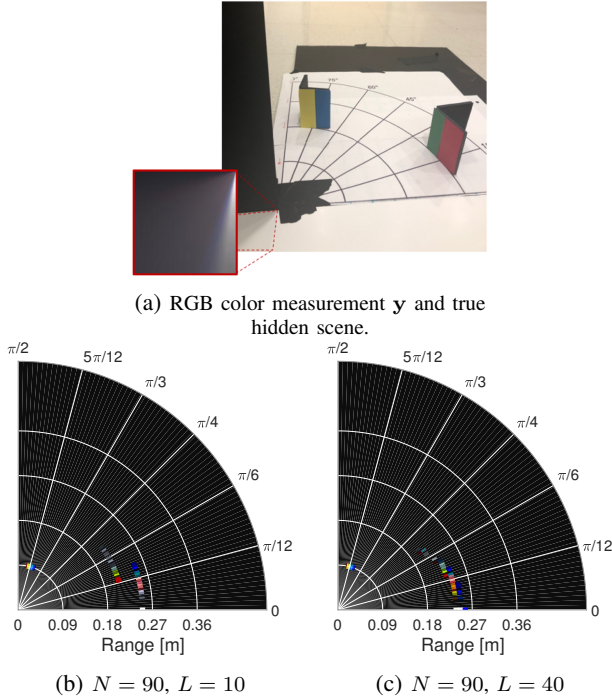 75°
60°
45°
(a) RGB color measurement y and true
hidden scene.
π/2
5π/12
π/3
π/4
π/6
π/12
0
0 0.09 0.18 0.27 0.36
Range [m]
(b) N = 90, L = 10
π/2
5π/12
π/3
π/4
π/6
π/12
0
0 0.09 0.18 0.27 0.36
Range [m]
(c) N = 90, L = 40